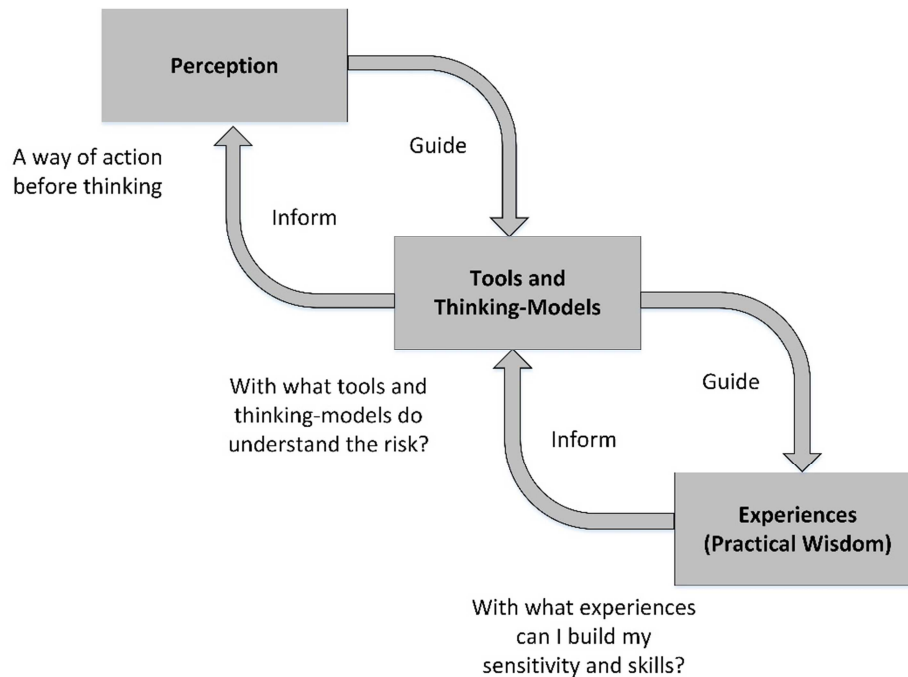 Perception
Guide
A way of action
before thinking
Inform
Tools and
Thinking-Models
With what tools and
thinking-models do
understand the risk?
Guide
Inform
Experiences
(Practical Wisdom)
With what experiences
can I build my
sensitivity and skills?